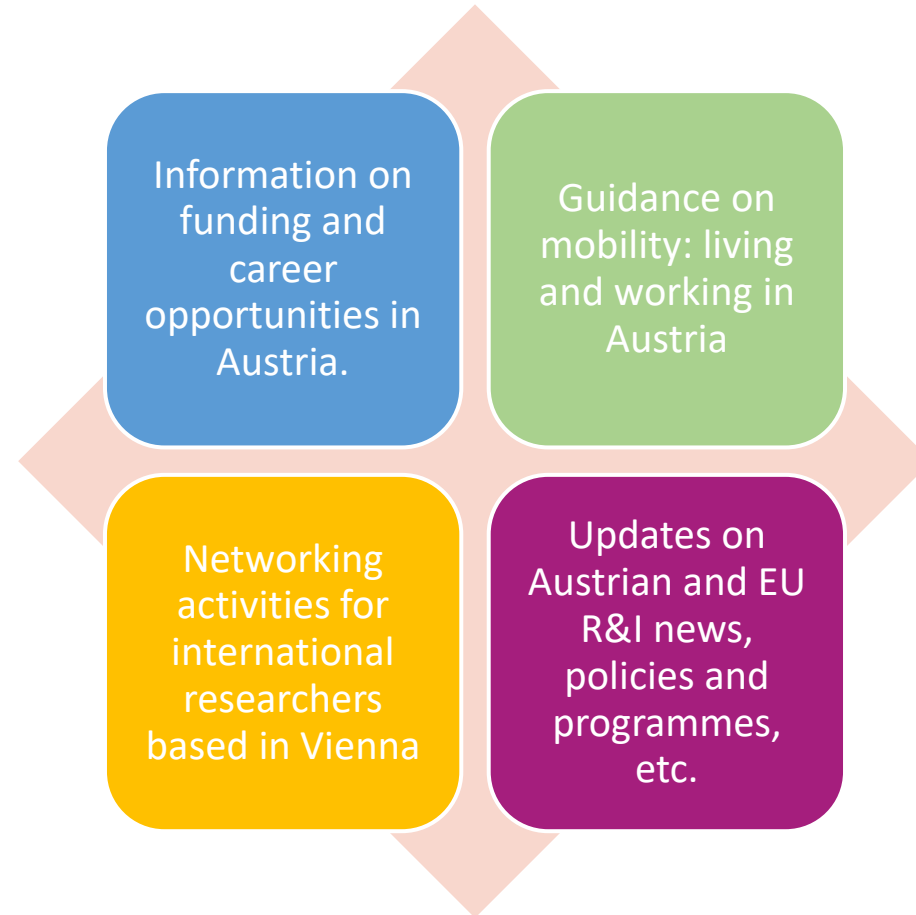 Information on
funding and
career
opportunities in
Austria.
Guidance on
mobility: living
and working in
Austria
Networking
activities for
international
researchers
based in Vienna
Updates on
Austrian and EU
R&I news,
policies and
programmes,
etc.